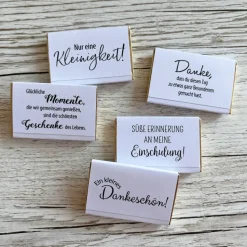 Nur eine
Kleinigkeit!
Danke,
dass du diesen Tag
zu etwas ganz Besonderem
gemacht hast.
Glückliche
Momente,
die wir gemeinsam genießen,
und die schönsten
Geschenke des Lebens.
SÜẞE ERINNERUNG
AN MEINE
Einschulung!
Ein kleines
Dankeschön!